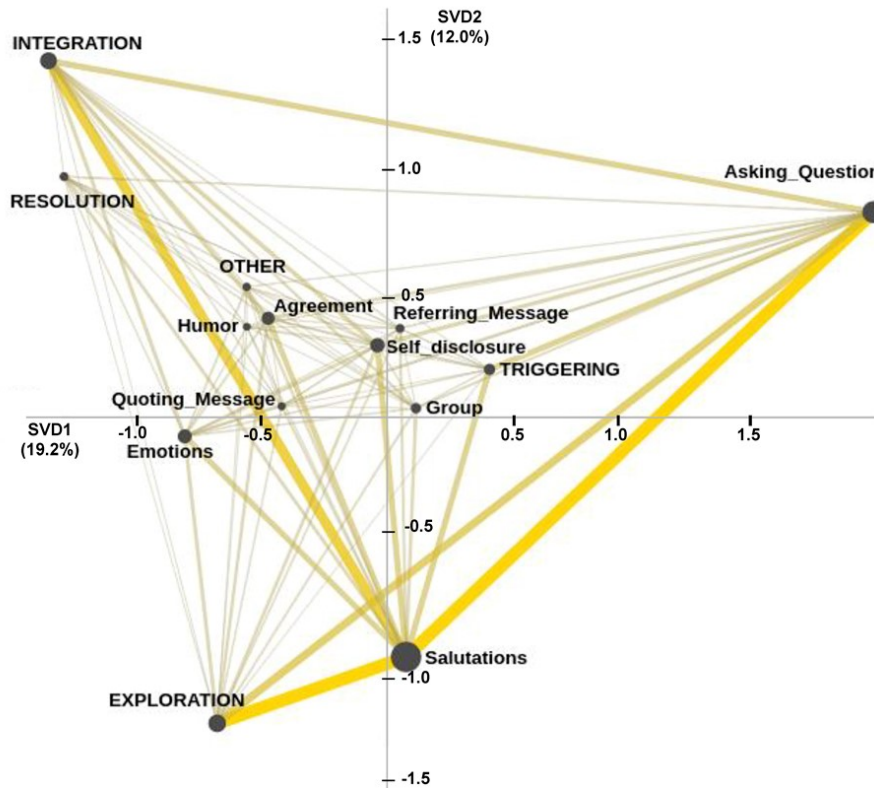 SVD2
(12.0%)
INTEGRATION
1.5
1.0
Asking_Question
RESOLUTION
OTHER
0.5
Agreement
Referring_Message
Humor
Self_disclosure
TRIGGERING
Quoting_Message
Group
SVD1
(19.2%)
-1.0
-0.5
0.5
1.0
1.5
Emotions
-0.5
Salutations
-1.0
EXPLORATION
-1.5